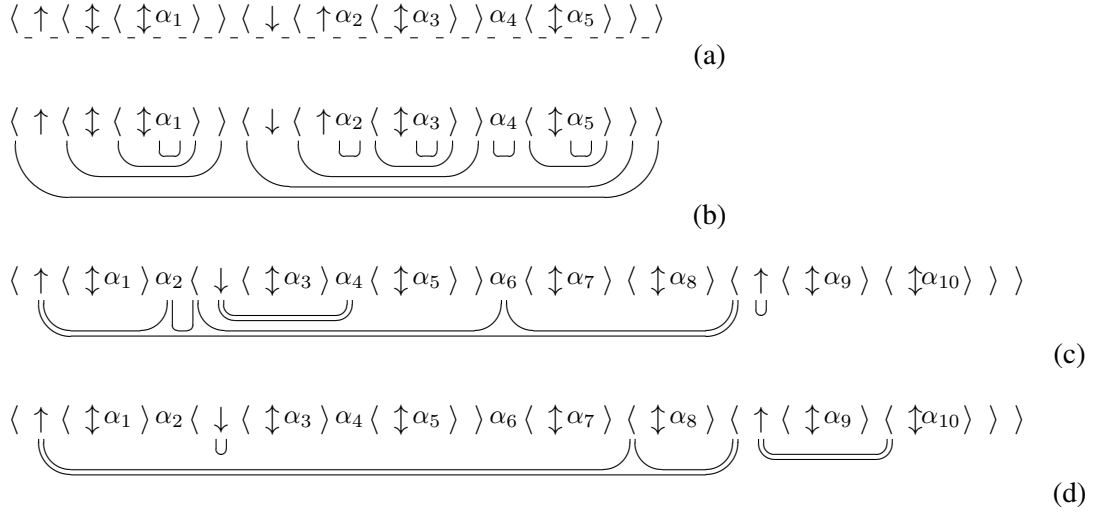 ⟨ ↑ ⟨ ↕ ⟨ ↕ α₁ ⟩ ⟩ ⟨ ↓ ⟨ ↑ α₂ ⟨ ↕ α₃ ⟩ ⟩ α₄ ⟨ ↕ α₅ ⟩ ⟩ ⟩
(a)
⟨ ↑ ⟨ ↕ ⟨ ↕ α₁ ⟩ ⟩ ⟨ ↓ ⟨ ↑ α₂ ⟨ ↕ α₃ ⟩ ⟩ α₄ ⟨ ↕ α₅ ⟩ ⟩ ⟩
(b)
⟨ ↑ ⟨ ↕ α₁ ⟩ α₂ ⟨ ↓ ⟨ ↕ α₃ ⟩ α₄ ⟨ ↕ α₅ ⟩ ⟩ α₆ ⟨ ↕ α₇ ⟩ ⟨ ↕ α₈ ⟩ ⟨ ↑ ⟨ ↕ α₉ ⟩ ⟨ ↕ α₁₀ ⟩ ⟩ ⟩
(c)
⟨ ↑ ⟨ ↕ α₁ ⟩ α₂ ⟨ ↓ ⟨ ↕ α₃ ⟩ α₄ ⟨ ↕ α₅ ⟩ ⟩ α₆ ⟨ ↕ α₇ ⟩ ⟨ ↕ α₈ ⟩ ⟨ ↑ ⟨ ↕ α₉ ⟩ ⟨ ↕ α₁₀ ⟩ ⟩ ⟩
(d)